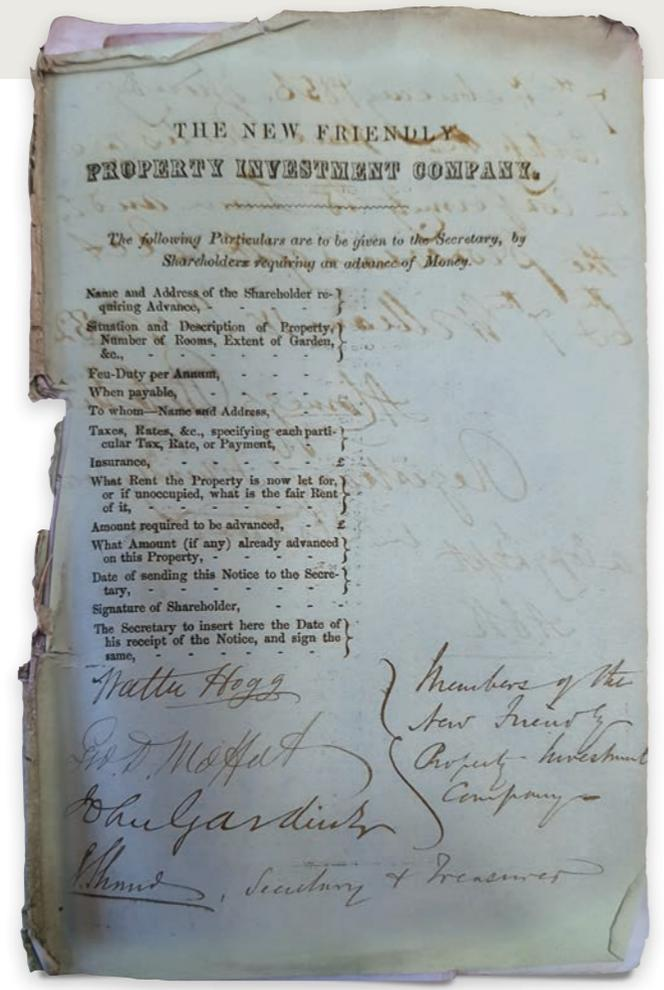 THE NEW FRIENDLY
PROPERTY INVESTMENT COMPANY.
The following Particulars are to be given to the Secretary, by
Shareholders requiring an advance of Money.
Name and Address of the Shareholder re-
quiring Advance, - - - -
Situation and Description of Property,
Number of Rooms, Extent of Garden,
&c., - - - - - -
Feu-Duty per Annum, - - - -
When payable, - - - - -
To whom—Name and Address, - -
Taxes, Rates, &c., specifying each parti-
cular Tax, Rate, or Payment, - -
Insurance, - - - - - £
What Rent the Property is now let for,
or if unoccupied, what is the fair Rent
of it, - - - - - -
Amount required to be advanced, - £
What Amount (if any) already advanced
on this Property, - - - -
Date of sending this Notice to the Secre-
tary, - - - - - -
Signature of Shareholder, - - -
The Secretary to insert here the Date of
his receipt of the Notice, and sign the
same, - - - - - -
Walter Hogg
Geo. D. Moffat
John Gardiner
Members of the
New Friendly
Property Investment
Company
, Secretary & Treasurer